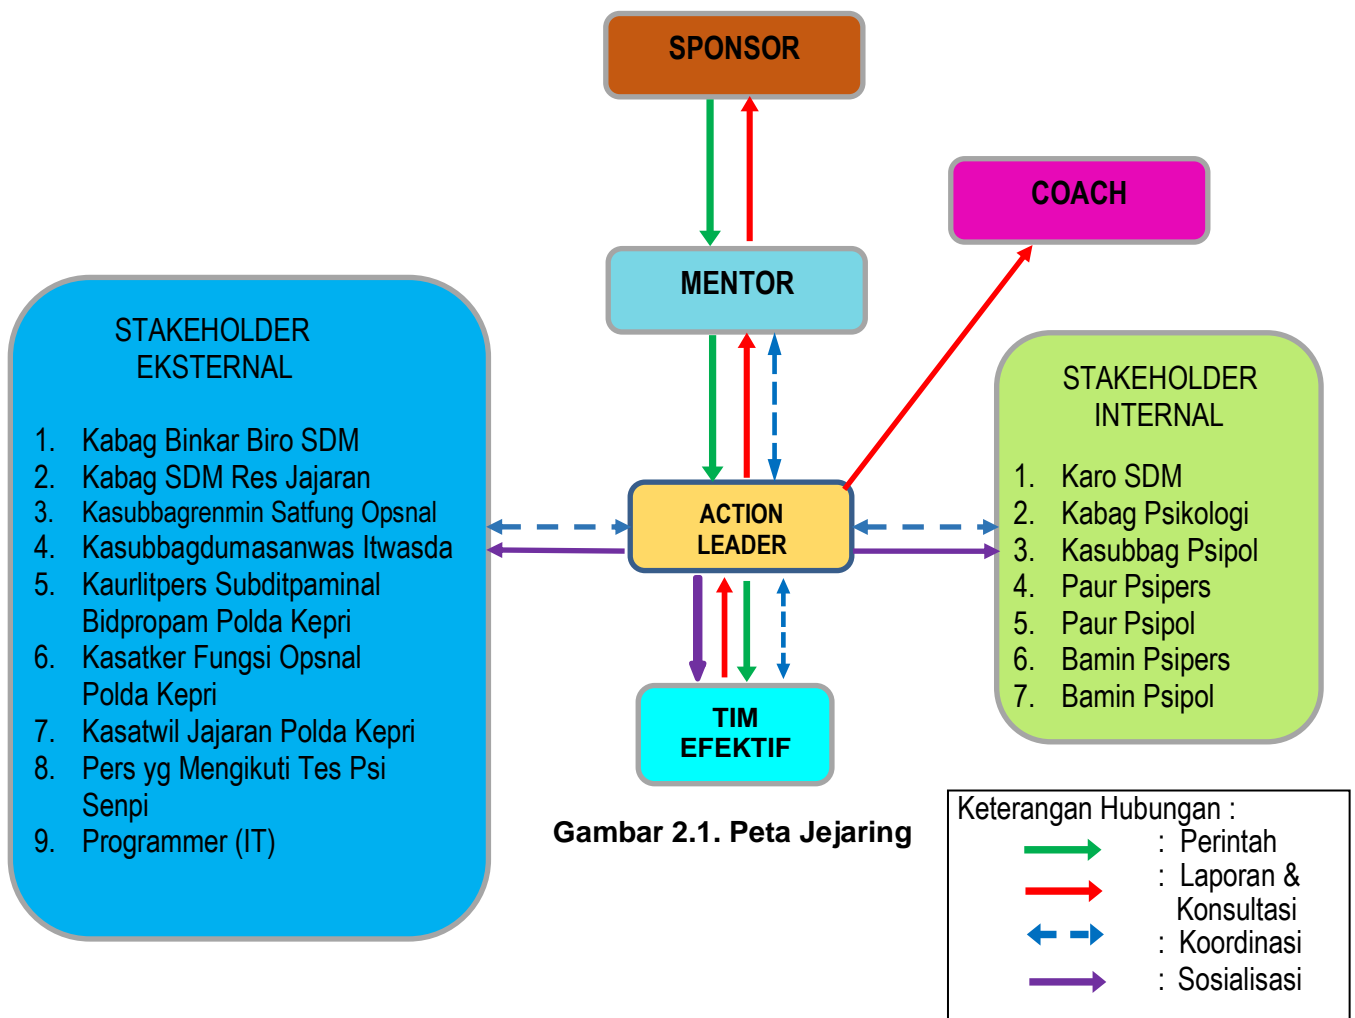 SPONSOR
COACH
MENTOR
STAKEHOLDER
EKSTERNAL
1. Kabag Binkar Biro SDM
2. Kabag SDM Res Jajaran
3. Kasubbagrenmin Satfung Opsnal
4. Kasubbagdumasanwas Itwasda
5. Kaurlitpers Subditpaminal
Bidpropam Polda Kepri
6. Kasatker Fungsi Opsnal
Polda Kepri
7. Kasatwil Jajaran Polda Kepri
8. Pers yg Mengikuti Tes Psi
Senpi
9. Programmer (IT)
ACTION
LEADER
STAKEHOLDER
INTERNAL
1. Karo SDM
2. Kabag Psikologi
3. Kasubbag Psipol
4. Paur Psipers
5. Paur Psipol
6. Bamin Psipers
7. Bamin Psipol
TIM
EFEKTIF
Gambar 2.1. Peta Jejaring
Keterangan Hubungan :
: Perintah
: Laporan &
Konsultasi
: Koordinasi
: Sosialisasi